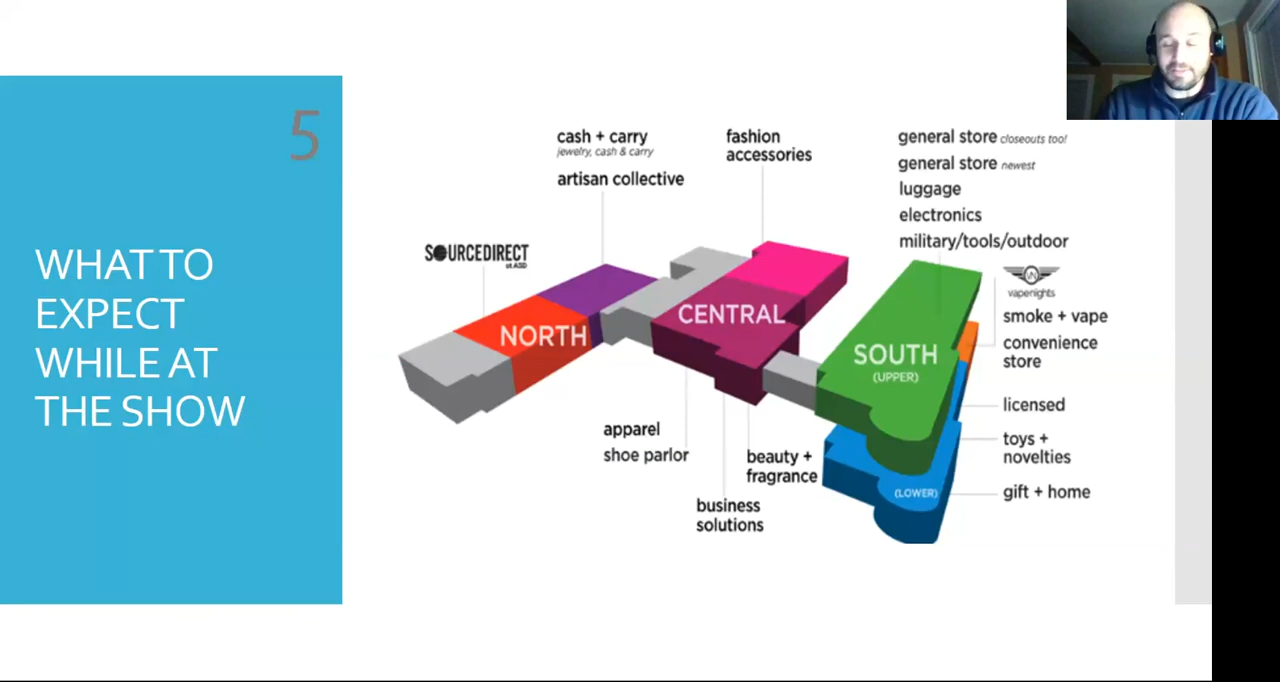 5
WHAT TO
EXPECT
WHILE AT
THE SHOW
cash + carry
jewelry, cash & carry
artisan collective
fashion
accessories
general store closeouts too!
general store newest
luggage
electronics
military/tools/outdoor
SOURCEDIRECT
at ASD
VN
vapenights
smoke + vape
convenience
store
NORTH
CENTRAL
SOUTH
(UPPER)
licensed
toys +
novelties
(LOWER)
gift + home
apparel
shoe parlor
beauty +
fragrance
business
solutions